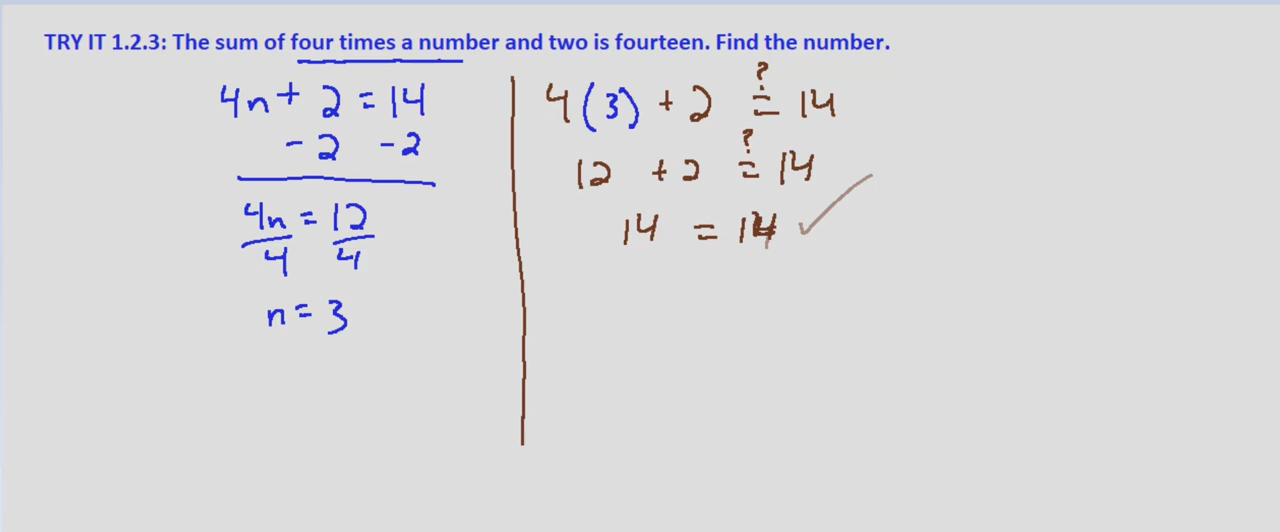 TRY IT 1.2.3: The sum of four times a number and two is fourteen. Find the number.
4n + 2 = 14
- 2 - 2
4n = 12
4 4
n = 3
4 (3) + 2 ≟ 14
12 + 2 ≟ 14
14 = 14 ✓